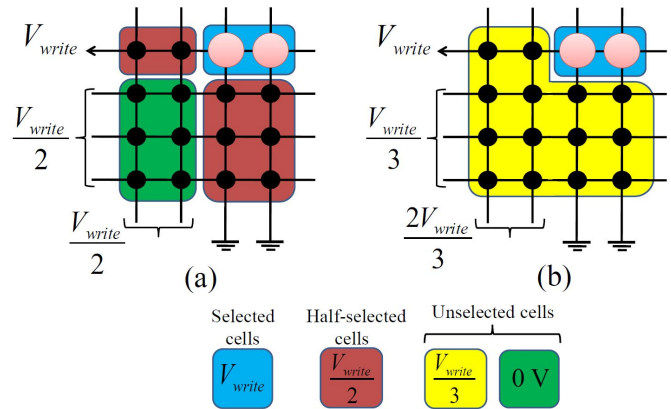 V_write
V_write
V_write/2
V_write/3
V_write/2
2V_write/3
(a)
(b)
Selected cells
Half-selected cells
Unselected cells
V_write
V_write/2
V_write/3
0 V